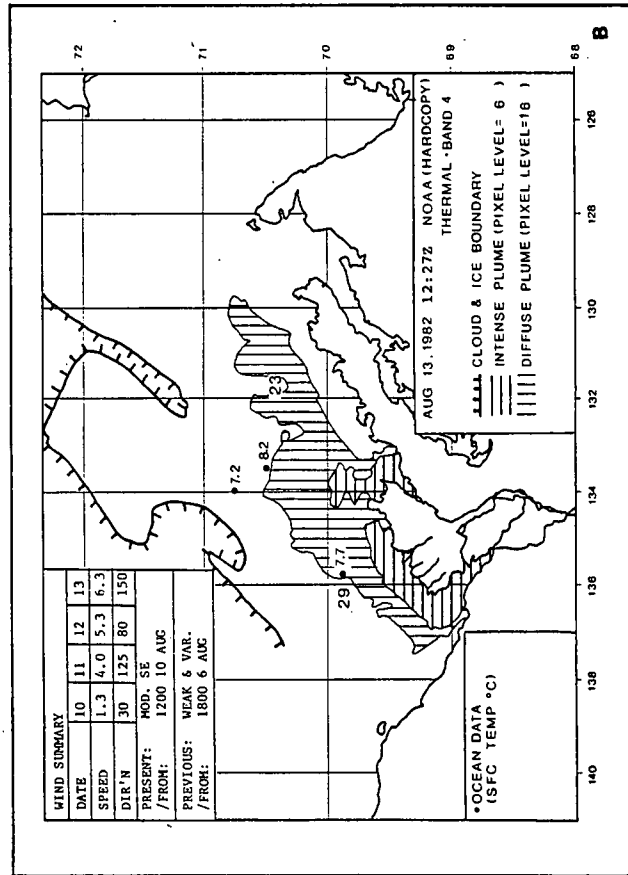 WIND SUMMARY
DATE 10 11 12 13
SPEED 1.3 4.0 5.3 6.3
DIR'N 30 125 80 150
PRESENT: MOD. SE
/FROM: 1200 10 AUG
PREVIOUS: WEAK & VAR.
/FROM: 1800 6 AUG
72
71
70
69
68
7.2
8.2
23
29
7.7
*OCEAN DATA
(SFC TEMP °C)
AUG 13.1982 12:27Z NOAA (HARDCOPY)
THERMAL · BAND 4
CLOUD & ICE BOUNDARY
INTENSE PLUME (PIXEL LEVEL= 6 )
DIFFUSE PLUME (PIXEL LEVEL=16 )
140
138
136
134
132
130
128
126
B